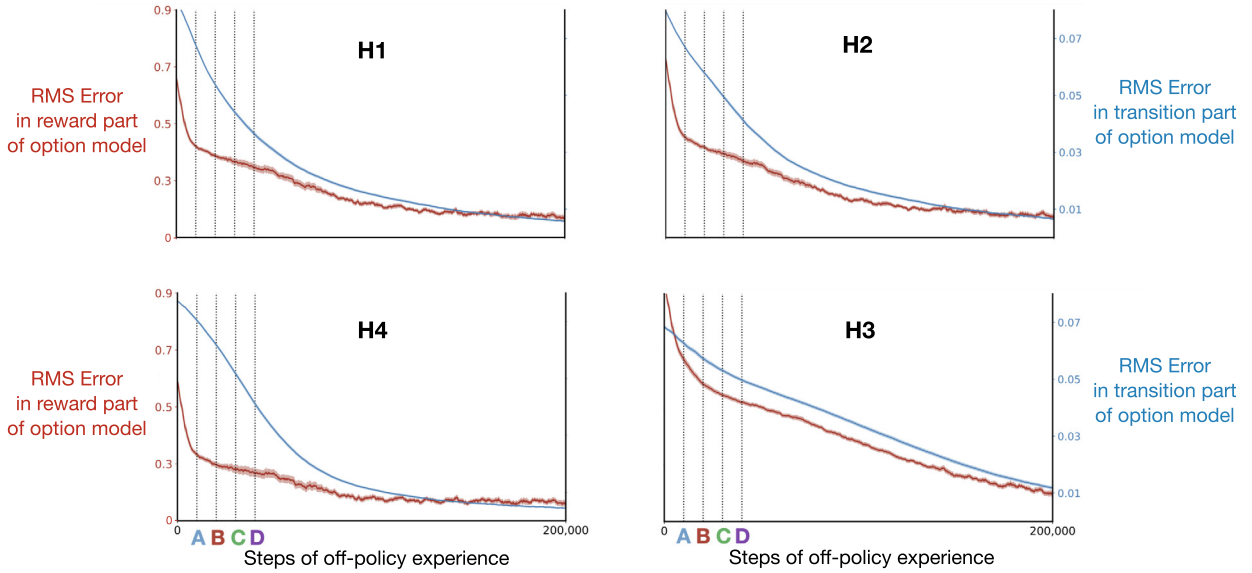 0.9
0.7
0.5
0.3
0
H1
RMS Error
in reward part
of option model
H2
0.07
0.05
0.03
0.01
RMS Error
in transition part
of option model
0.9
0.7
0.5
0.3
0
H4
RMS Error
in reward part
of option model
0
200,000
A B C D
Steps of off-policy experience
H3
0.07
0.05
0.03
0.01
RMS Error
in transition part
of option model
0
200,000
A B C D
Steps of off-policy experience